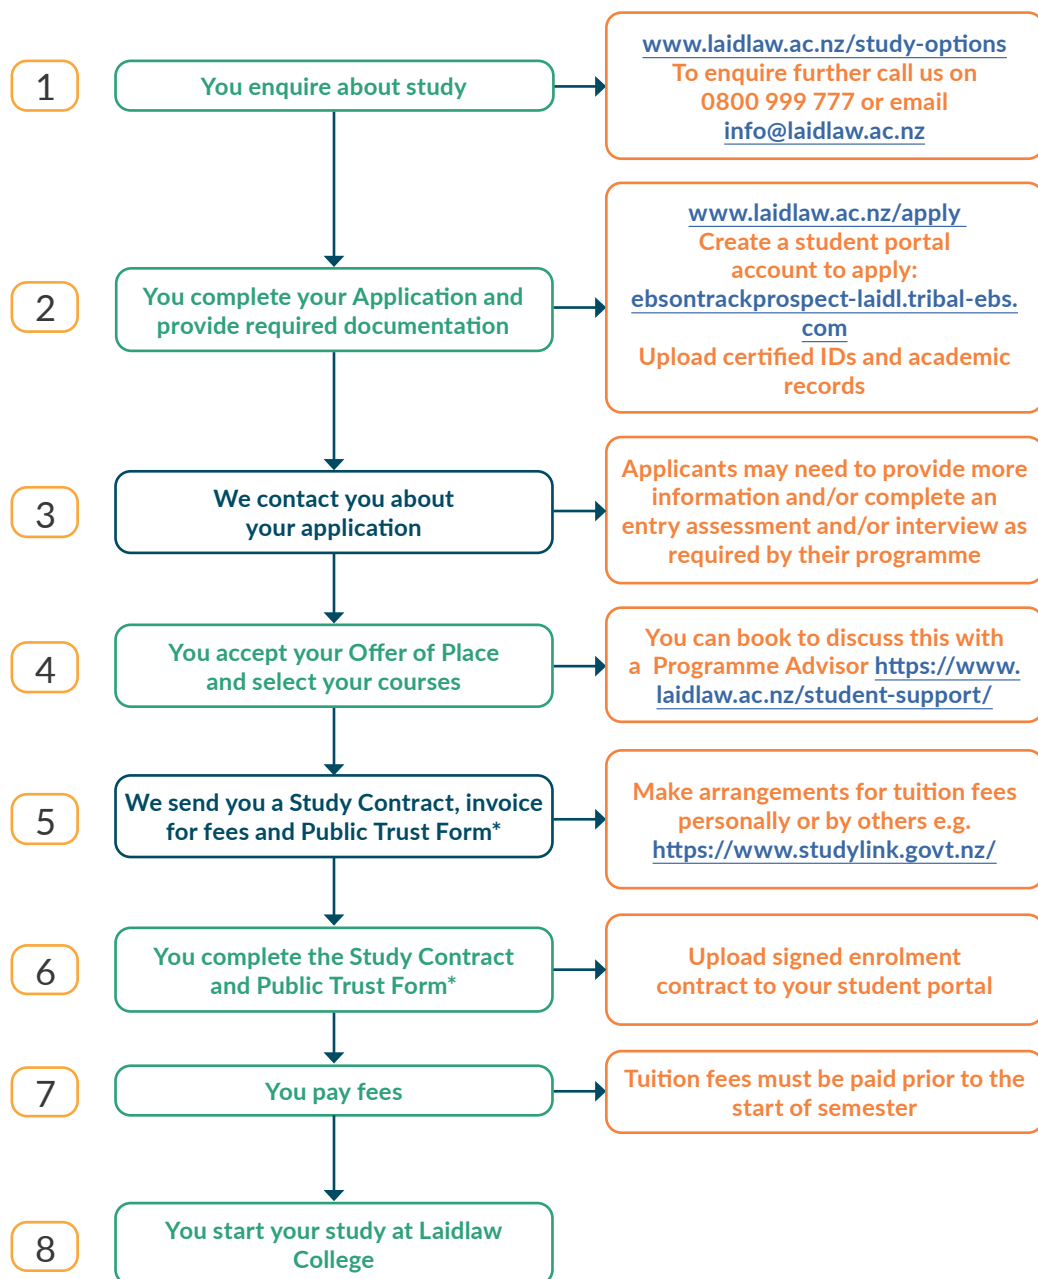 1
You enquire about study
www.laidlaw.ac.nz/study-options
To enquire further call us on
0800 999 777 or email
info@laidlaw.ac.nz
2
You complete your Application and
provide required documentation
www.laidlaw.ac.nz/apply
Create a student portal
account to apply:
ebsontrackprospect-laidl.tribal-ebs.
com
Upload certified IDs and academic
records
3
We contact you about
your application
Applicants may need to provide more
information and/or complete an
entry assessment and/or interview as
required by their programme
4
You accept your Offer of Place
and select your courses
You can book to discuss this with
a Programme Advisor https://www.
laidlaw.ac.nz/student-support/
5
We send you a Study Contract, invoice
for fees and Public Trust Form*
Make arrangements for tuition fees
personally or by others e.g.
https://www.studylink.govt.nz/
6
You complete the Study Contract
and Public Trust Form*
Upload signed enrolment
contract to your student portal
7
You pay fees
Tuition fees must be paid prior to the
start of semester
8
You start your study at Laidlaw
College